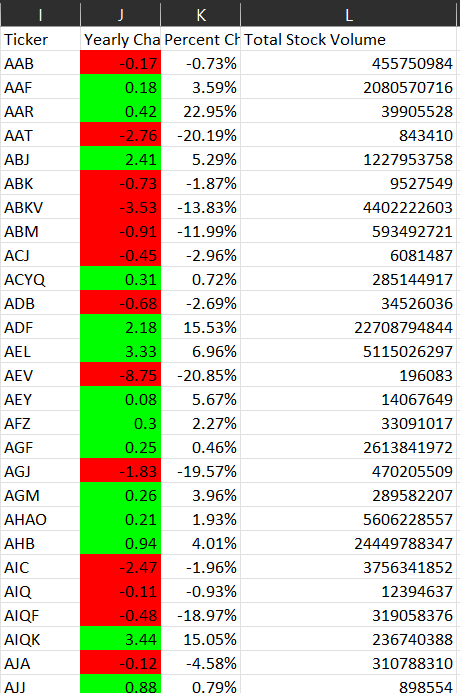 I J K L
Ticker Yearly Cha Percent Ch Total Stock Volume
AAB -0.17 -0.73% 455750984
AAF 0.18 3.59% 2080570716
AAR 0.42 22.95% 39905528
AAT -2.76 -20.19% 843410
ABJ 2.41 5.29% 1227953758
ABK -0.73 -1.87% 9527549
ABKV -3.53 -13.83% 4402222603
ABM -0.91 -11.99% 593492721
ACJ -0.45 -2.96% 6081487
ACYQ 0.31 0.72% 285144917
ADB -0.68 -2.69% 34526036
ADF 2.18 15.53% 22708794844
AEL 3.33 6.96% 5115026297
AEV -8.75 -20.85% 196083
AEY 0.08 5.67% 14067649
AFZ 0.3 2.27% 33091017
AGF 0.25 0.46% 2613841972
AGJ -1.83 -19.57% 470205509
AGM 0.26 3.96% 289582207
AHAO 0.21 1.93% 5606228557
AHB 0.94 4.01% 24449788347
AIC -2.47 -1.96% 3756341852
AIQ -0.11 -0.93% 12394637
AIQF -0.48 -18.97% 319058376
AIQK 3.44 15.05% 236740388
AJA -0.12 -4.58% 310788310
AJJ 0.88 0.79% 898554